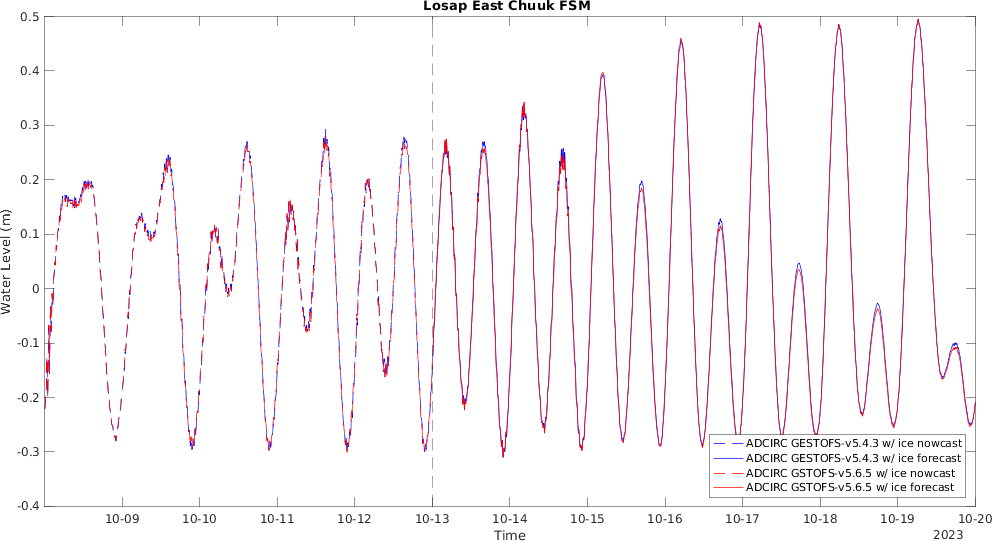 Losap East Chuuk FSM
0.5
0.4
0.3
0.2
0.1
0
-0.1
-0.2
-0.3
-0.4
Water Level (m)
ADCIRC GESTOFS-v5.4.3 w/ ice nowcast
ADCIRC GESTOFS-v5.4.3 w/ ice forecast
ADCIRC GSTOFS-v5.6.5 w/ ice nowcast
ADCIRC GSTOFS-v5.6.5 w/ ice forecast
10-09 10-10 10-11 10-12 10-13 10-14 10-15 10-16 10-17 10-18 10-19 10-20
Time
2023